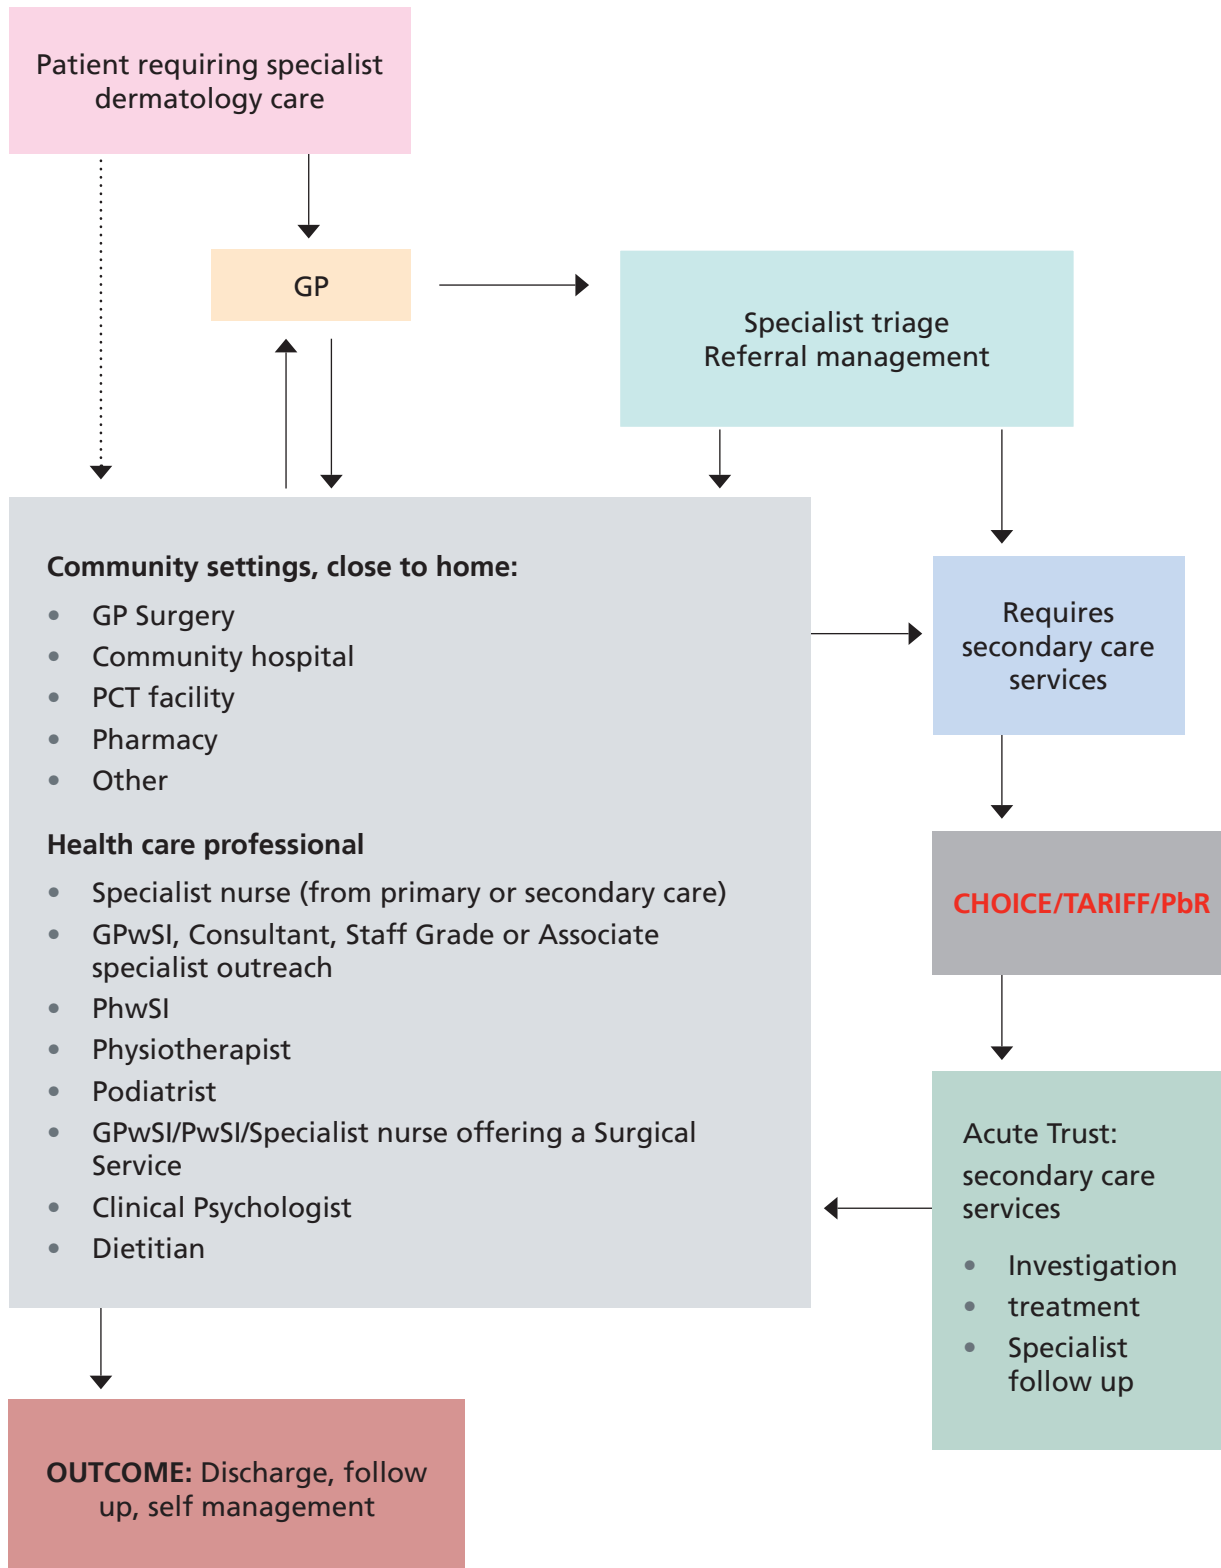 Patient requiring specialist
dermatology care
GP
Specialist triage
Referral management
Community settings, close to home:
• GP Surgery
• Community hospital
• PCT facility
• Pharmacy
• Other
Health care professional
• Specialist nurse (from primary or secondary care)
• GPwSI, Consultant, Staff Grade or Associate
specialist outreach
• PhwSI
• Physiotherapist
• Podiatrist
• GPwSI/PwSI/Specialist nurse offering a Surgical
Service
• Clinical Psychologist
• Dietitian
Requires
secondary care
services
CHOICE/TARIFF/PbR
Acute Trust:
secondary care
services
• Investigation
• treatment
• Specialist
follow up
OUTCOME: Discharge, follow
up, self management